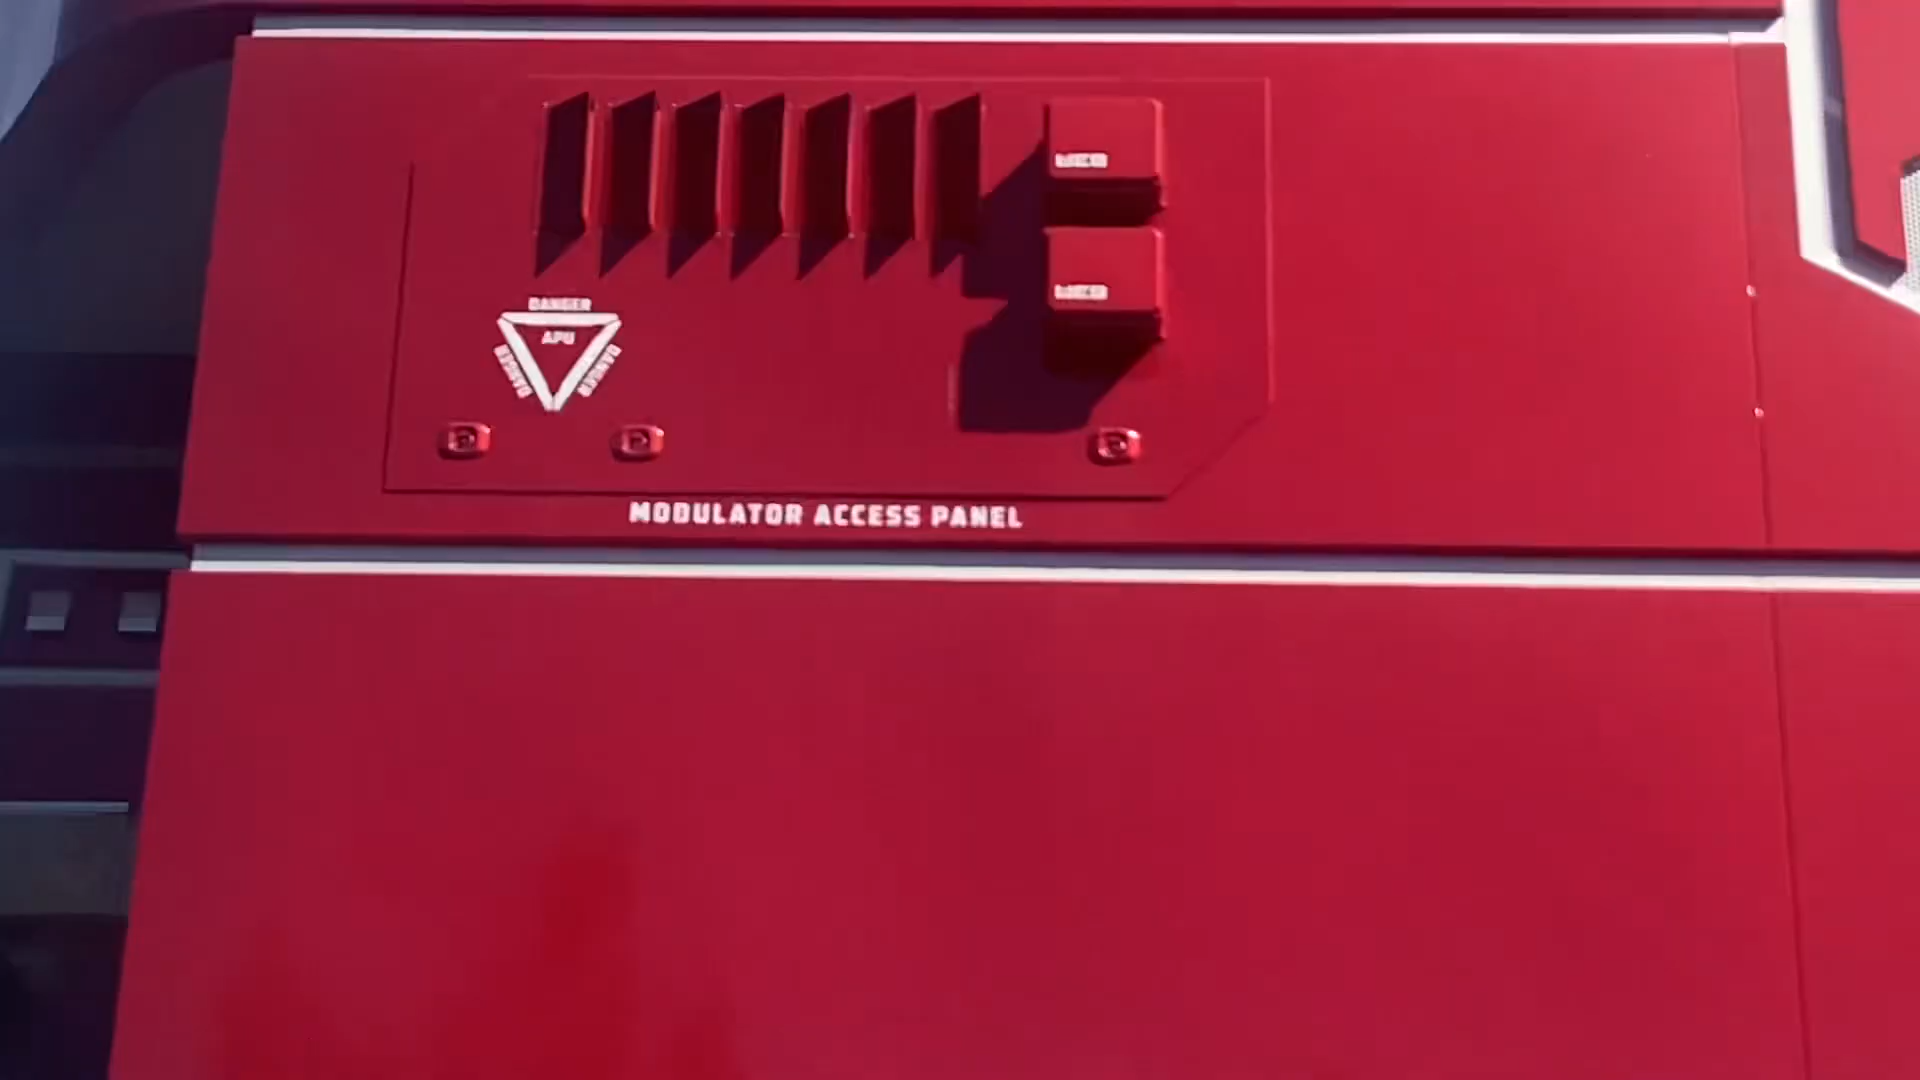 DANGER
APU
DANGER
DANGER
MODULATOR ACCESS PANEL